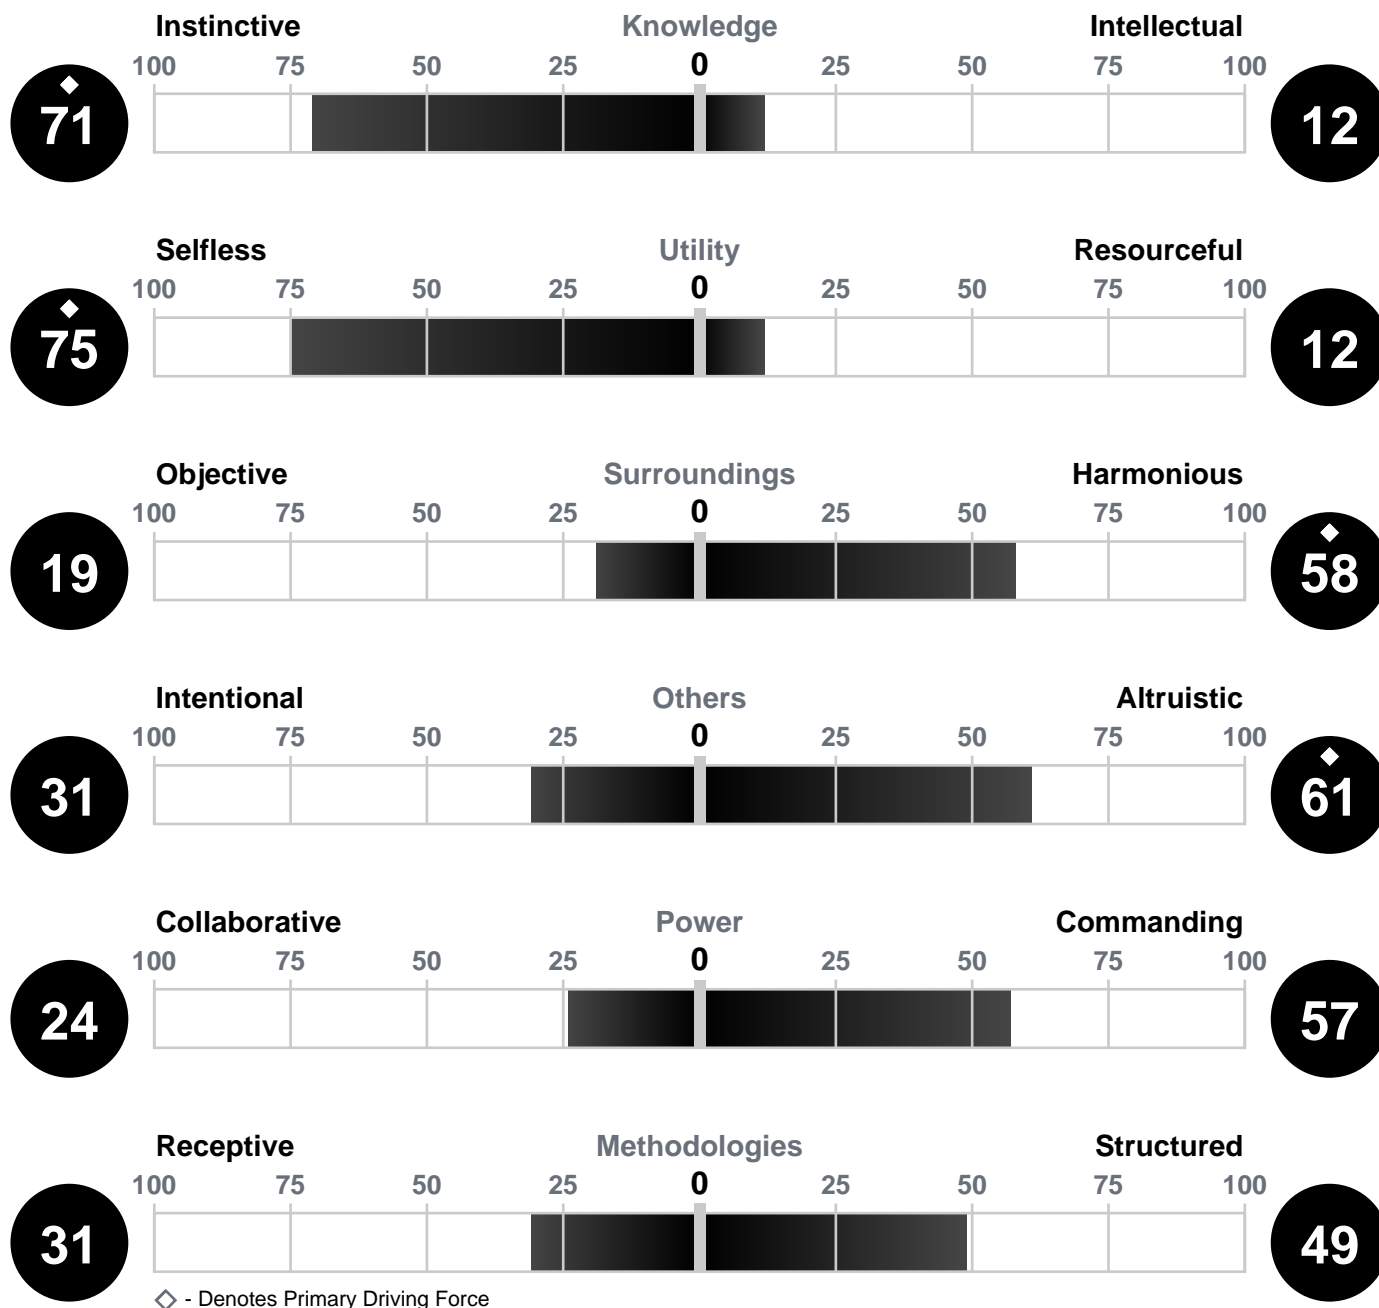 Instinctive Knowledge Intellectual
100 75 50 25 0 25 50 75 100
71 12
Selfless Utility Resourceful
100 75 50 25 0 25 50 75 100
75 12
Objective Surroundings Harmonious
100 75 50 25 0 25 50 75 100
19 58
Intentional Others Altruistic
100 75 50 25 0 25 50 75 100
31 61
Collaborative Power Commanding
100 75 50 25 0 25 50 75 100
24 57
Receptive Methodologies Structured
100 75 50 25 0 25 50 75 100
31 49
◇ - Denotes Primary Driving Force